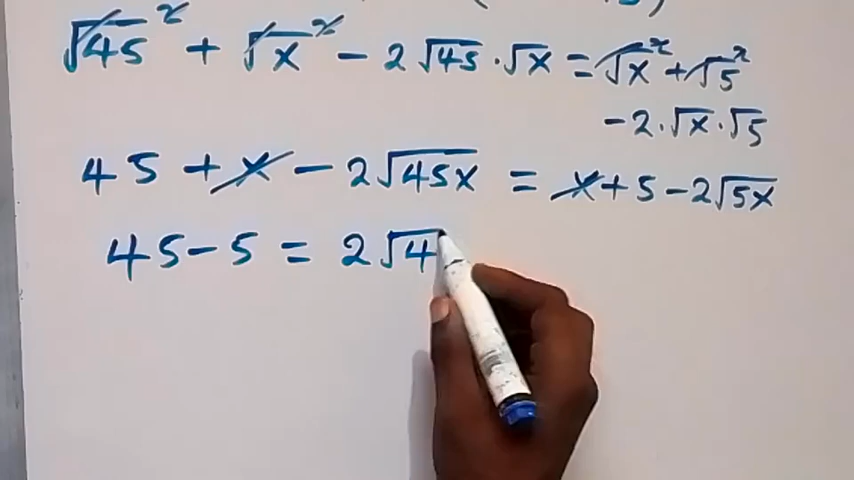 √45² + √x² - 2√45·√x = √x² + √5²
- 2·√x·√5
45 + x - 2√45x = x + 5 - 2√5x
45 - 5 = 2√4